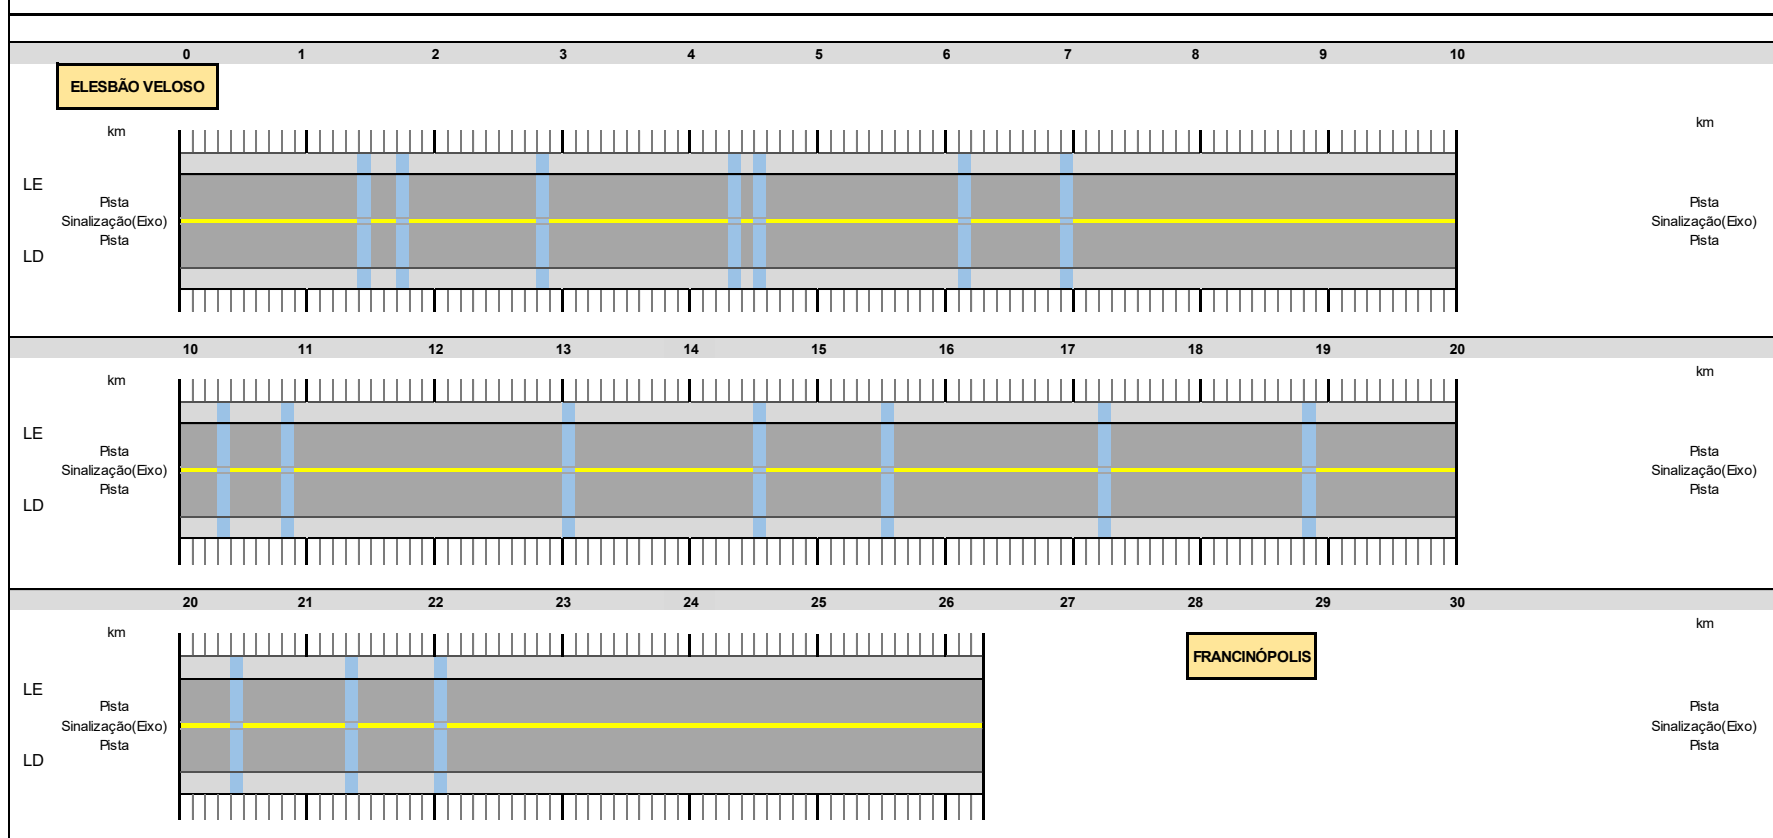 0 1 2 3 4 5 6 7 8 9 10
ELESBÃO VELOSO
km km
LE
Pista Pista
Sinalização(Eixo) Sinalização(Eixo)
Pista Pista
LD
10 11 12 13 14 15 16 17 18 19 20
km km
LE
Pista Pista
Sinalização(Eixo) Sinalização(Eixo)
Pista Pista
LD
20 21 22 23 24 25 26 27 28 29 30
km km
FRANCINÓPOLIS
LE
Pista Pista
Sinalização(Eixo) Sinalização(Eixo)
Pista Pista
LD